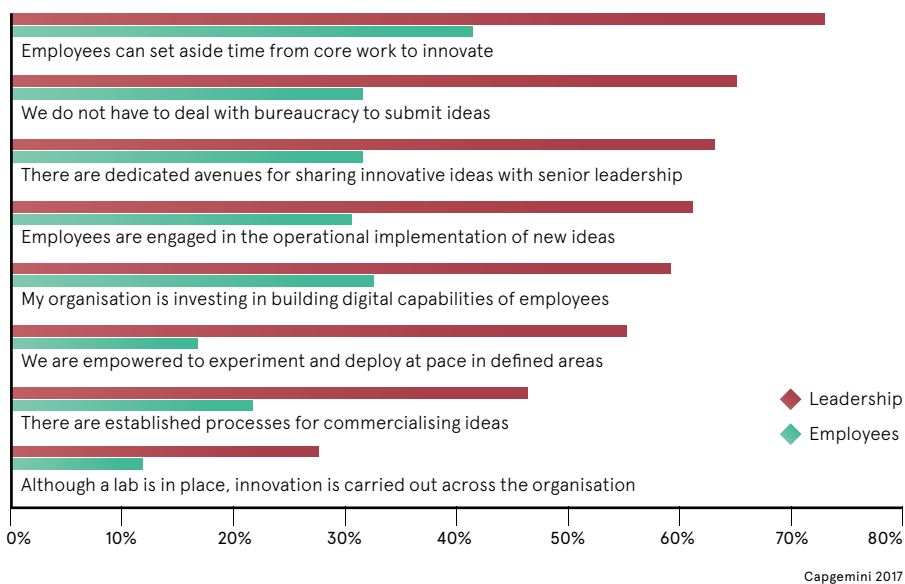 Employees can set aside time from core work to innovate
We do not have to deal with bureaucracy to submit ideas
There are dedicated avenues for sharing innovative ideas with senior leadership
Employees are engaged in the operational implementation of new ideas
My organisation is investing in building digital capabilities of employees
We are empowered to experiment and deploy at pace in defined areas
There are established processes for commercialising ideas
Although a lab is in place, innovation is carried out across the organisation
Leadership
Employees
0% 10% 20% 30% 40% 50% 60% 70% 80%
Capgemini 2017